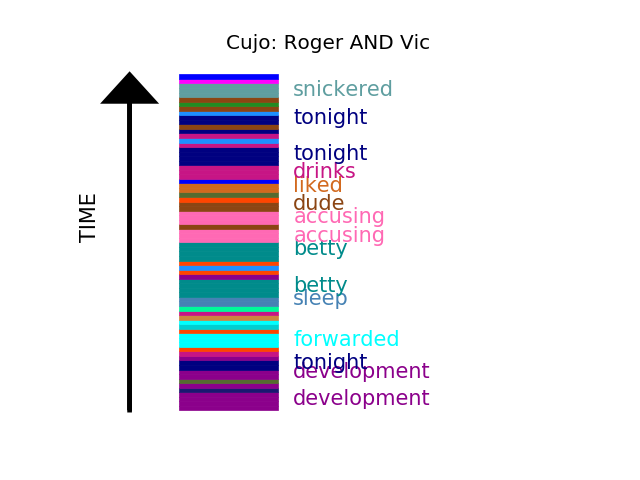 Cujo: Roger AND Vic
snickered
tonight
tonight
drinks
liked
dude
accusing
accusing
betty
betty
sleep
forwarded
tonight
development
development
TIME